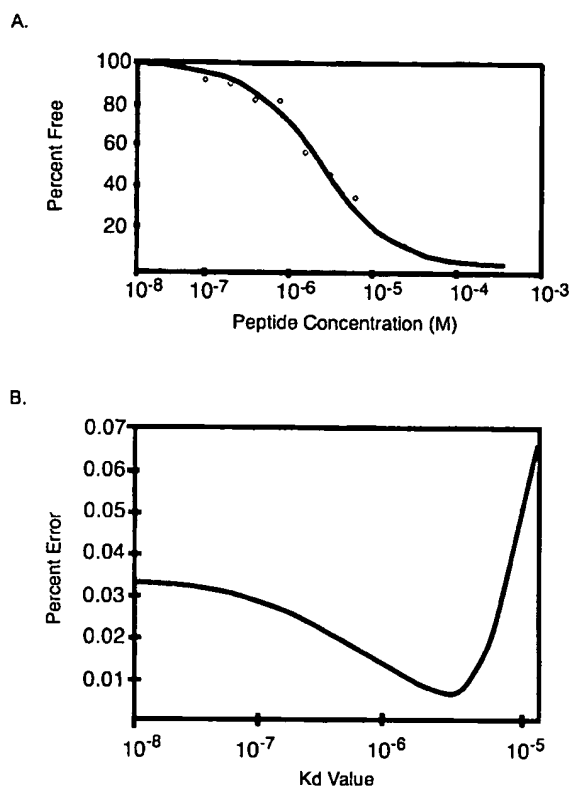 A.
100
80
60
40
20
Percent Free
10-8 10-7 10-6 10-5 10-4 10-3
Peptide Concentration (M)
B.
0.07
0.06
0.05
0.04
0.03
0.02
0.01
Percent Error
10-8 10-7 10-6 10-5
Kd Value